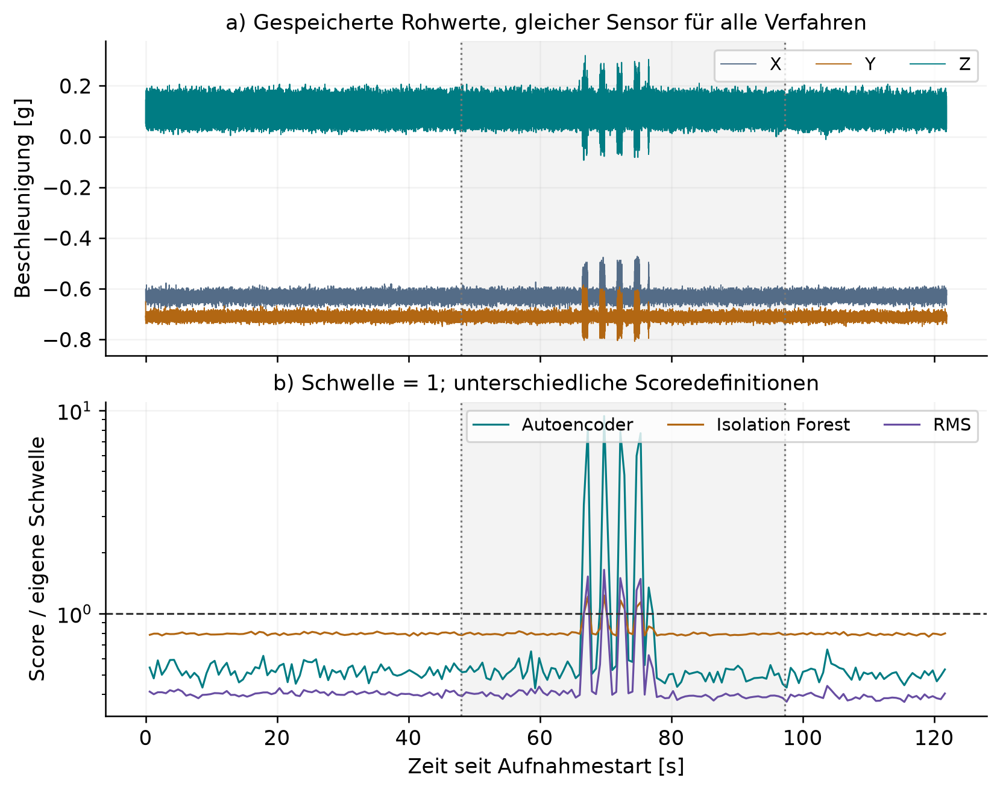 a) Gespeicherte Rohwerte, gleicher Sensor für alle Verfahren
X Y Z
Beschleunigung [g]
0.2
0.0
−0.2
−0.4
−0.6
−0.8
b) Schwelle = 1; unterschiedliche Scoredefinitionen
Autoencoder Isolation Forest RMS
Score / eigene Schwelle
10¹
10⁰
0 20 40 60 80 100 120
Zeit seit Aufnahmestart [s]